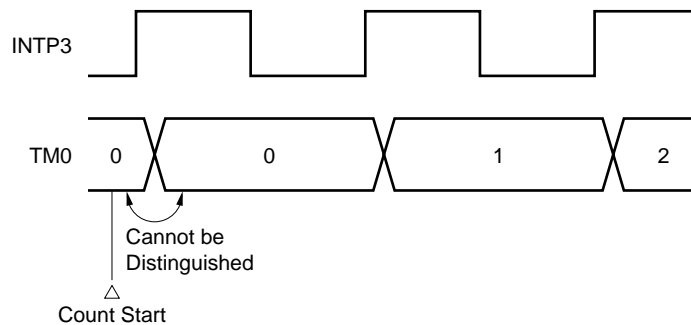 INTP3
TM0 0 0 1 2
Cannot be
Distinguished
Count Start